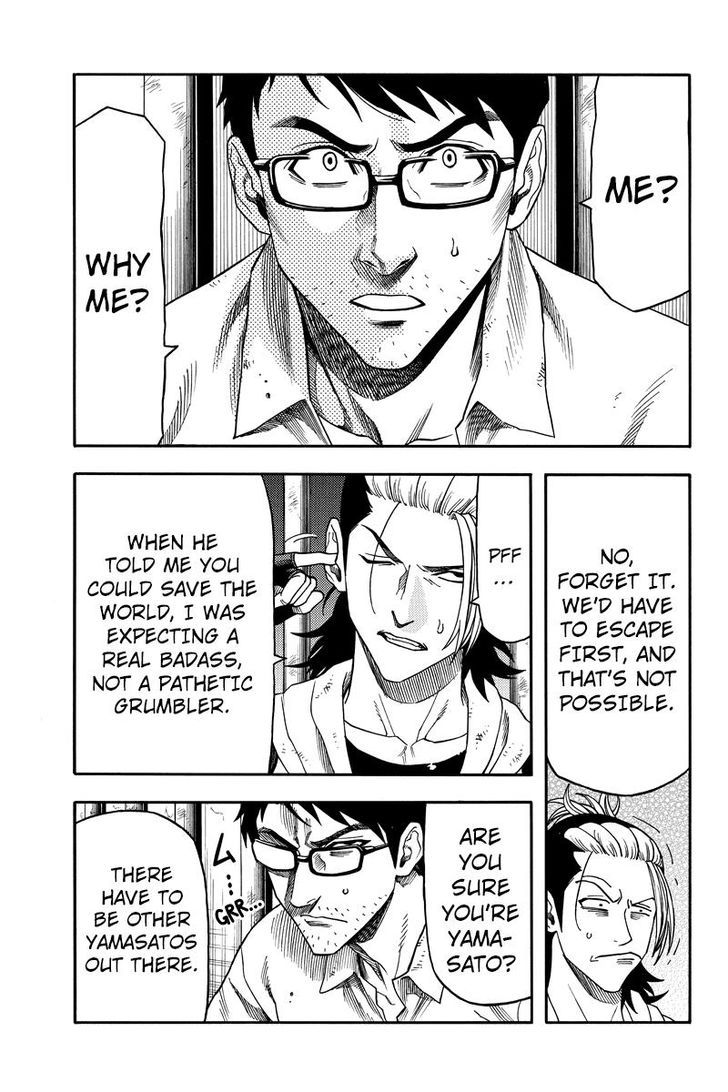 ME?
WHY
ME?
NO,
FORGET IT.
WE'D HAVE
TO ESCAPE
FIRST, AND
THAT'S NOT
POSSIBLE.
PFF
...
WHEN HE
TOLD ME YOU
COULD SAVE THE
WORLD, I WAS
EXPECTING A
REAL BADASS,
NOT A PATHETIC
GRUMBLER.
ARE
YOU
SURE
YOU'RE
YAMA-
SATO?
ム...
GRR...
THERE
HAVE TO
BE OTHER
YAMASATOS
OUT THERE.